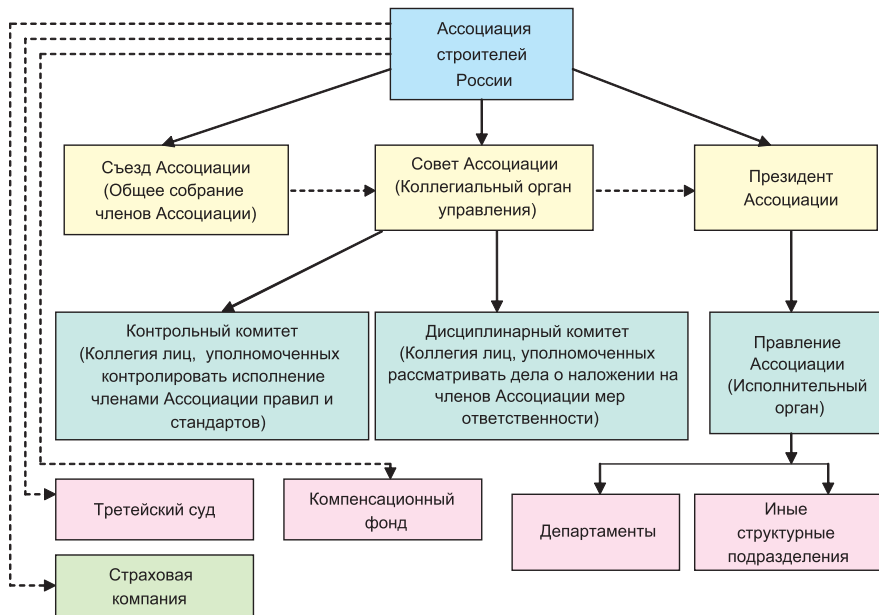 Ассоциация
строителей
России
Съезд Ассоциации
(Общее собрание
членов Ассоциации)
Совет Ассоциации
(Коллегиальный орган
управления)
Президент
Ассоциации
Контрольный комитет
(Коллегия лиц, уполномоченных
контролировать исполнение
членами Ассоциации правил и
стандартов)
Дисциплинарный комитет
(Коллегия лиц, уполномоченных
рассматривать дела о наложении на
членов Ассоциации мер
ответственности)
Правление
Ассоциации
(Исполнительный
орган)
Третейский суд
Компенсационный
фонд
Департаменты
Иные
структурные
подразделения
Страховая
компания